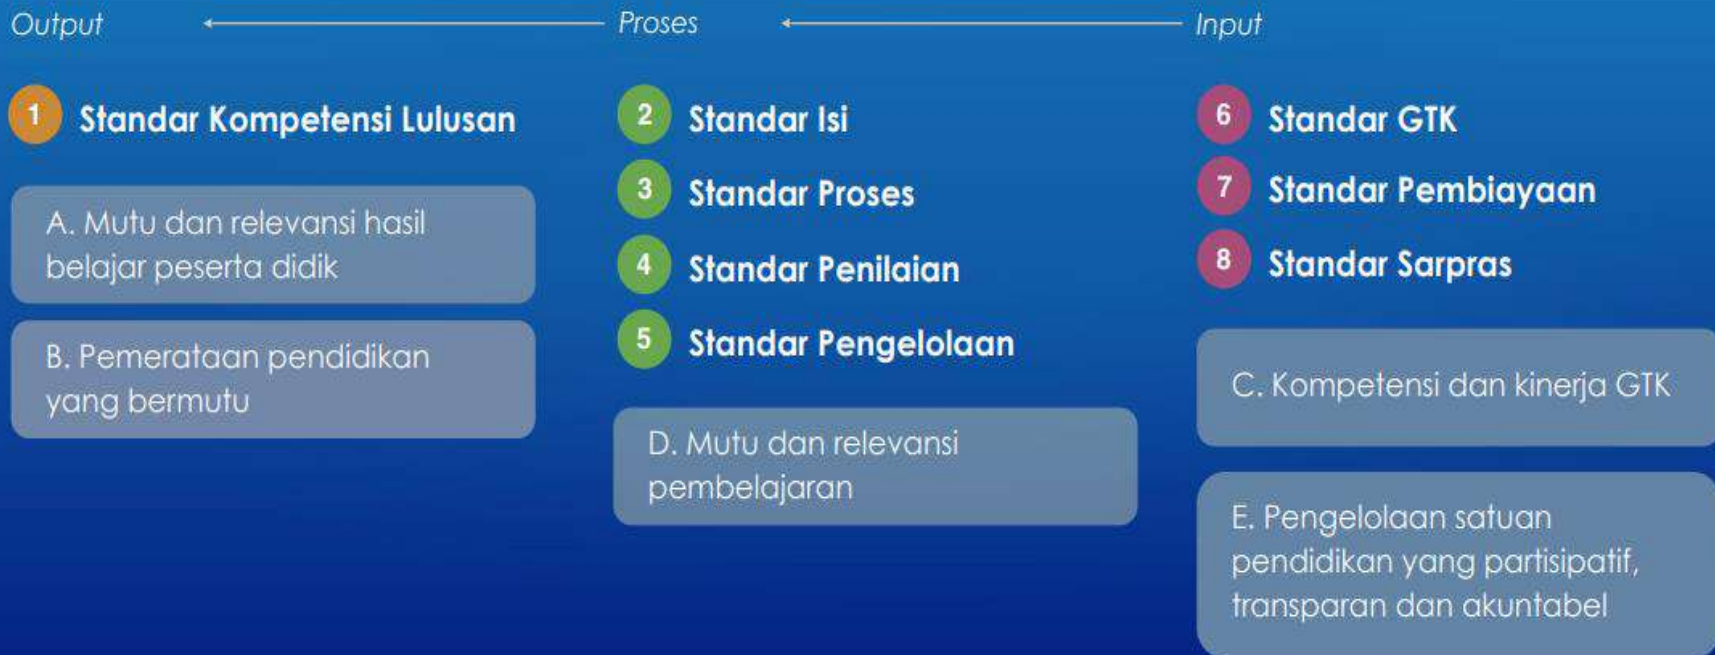 Output
Proses
Input
1 Standar Kompetensi Lulusan
A. Mutu dan relevansi hasil
belajar peserta didik
B. Pemerataan pendidikan
yang bermutu
2 Standar Isi
3 Standar Proses
4 Standar Penilaian
5 Standar Pengelolaan
D. Mutu dan relevansi
pembelajaran
6 Standar GTK
7 Standar Pembiayaan
8 Standar Sarpras
C. Kompetensi dan kinerja GTK
E. Pengelolaan satuan
pendidikan yang partisipatif,
transparan dan akuntabel